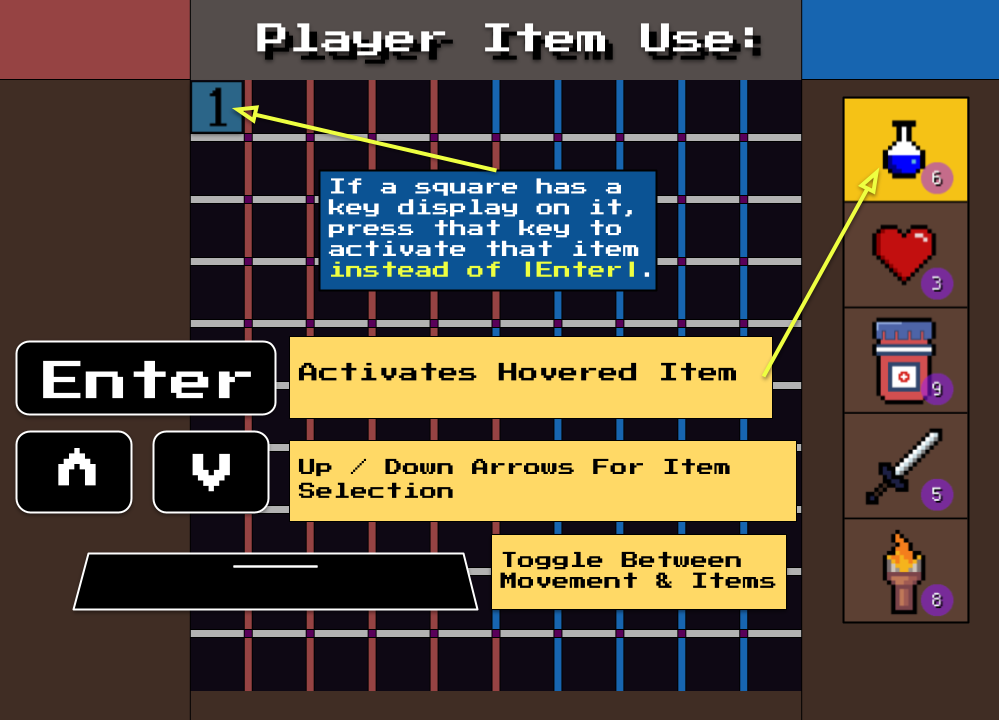 Player Item Use:
1
If a square has a
key display on it,
press that key to
activate that item
instead of |Enter|.
6
3
9
5
8
Enter
Activates Hovered Item
Up / Down Arrows For Item
Selection
Toggle Between
Movement & Items